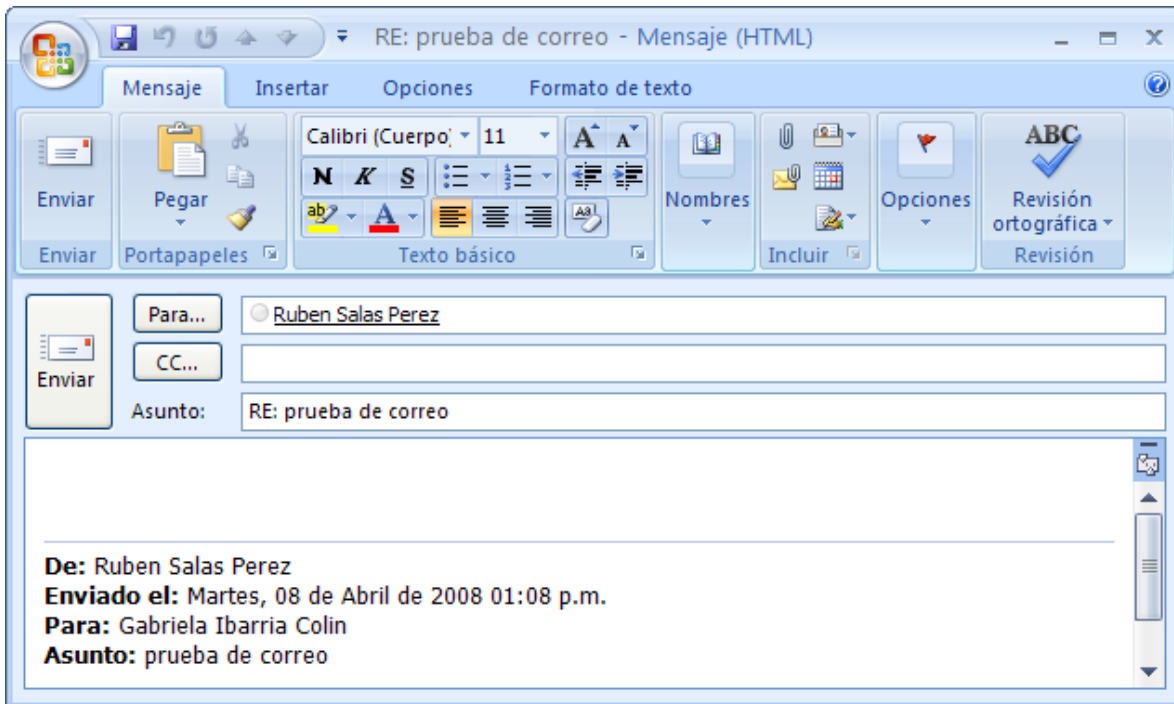 RE: prueba de correo - Mensaje (HTML)
Mensaje Insertar Opciones Formato de texto
Enviar
Enviar
Pegar
Portapapeles
Calibri (Cuerpo) 11 A A
N K S
ab A Aa
Texto básico
Nombres
Incluir
Opciones
ABC
Revisión
ortográfica
Revisión
Enviar
Para... Ruben Salas Perez
CC...
Asunto: RE: prueba de correo
De: Ruben Salas Perez
Enviado el: Martes, 08 de Abril de 2008 01:08 p.m.
Para: Gabriela Ibarria Colin
Asunto: prueba de correo